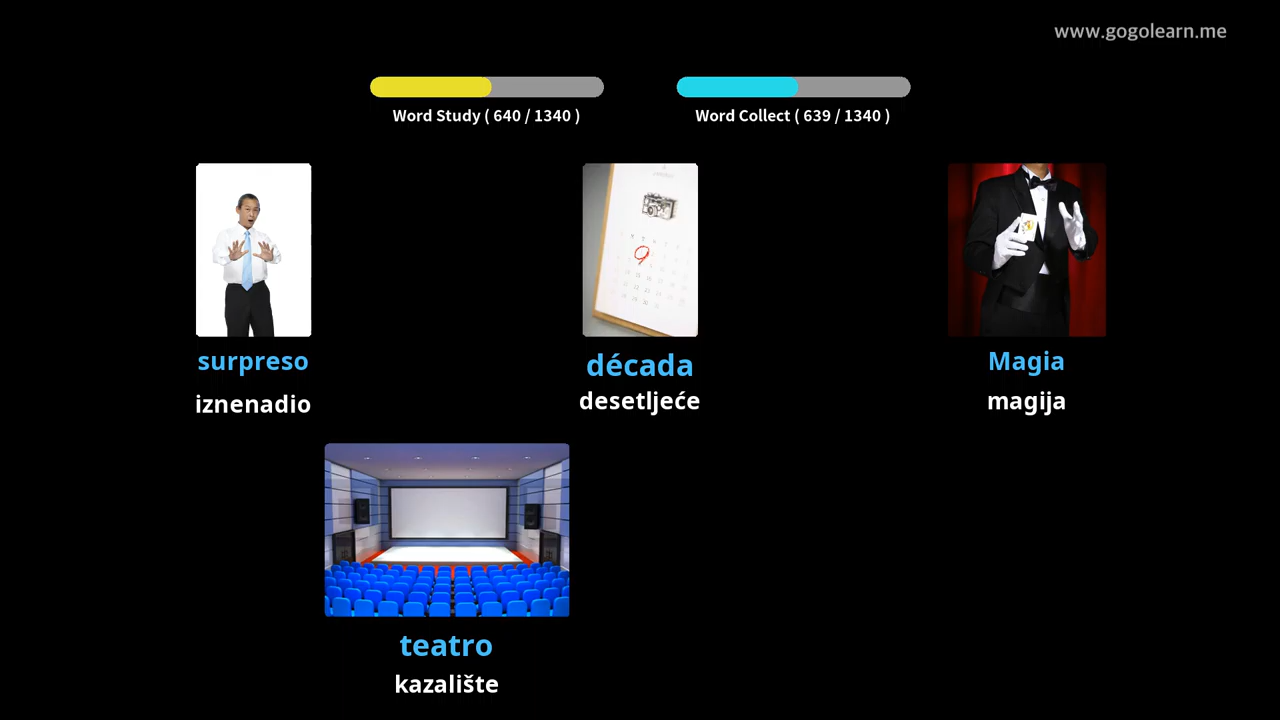 www.gogolearn.me
Word Study ( 640 / 1340 )
Word Collect ( 639 / 1340 )
surpreso
iznenadio
década
desetljeće
Magia
magija
teatro
kazalište